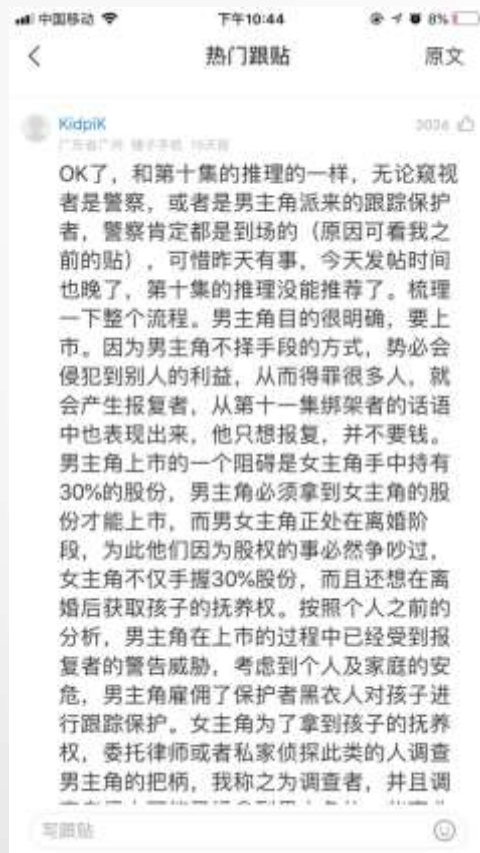 中国移动
下午10:44
8%
热门跟贴
原文
KidpiK
3036
OK了，和第十集的推理的一样，无论窥视
者是警察，或者是男主角派来的跟踪保护
者，警察肯定都是到场的（原因可看我之
前的贴），可惜昨天有事，今天发帖时间
也晚了，第十集的推理没能推荐了。梳理
一下整个流程。男主角目的很明确，要上
市。因为男主角不择手段的方式，势必会
侵犯到别人的利益，从而得罪很多人，就
会产生报复者，从第十一集绑架者的话语
中也表现出来，他只想报复，并不要钱。
男主角上市的一个阻碍是女主角手中持有
30%的股份，男主角必须拿到女主角的股
份才能上市，而男女主角正处在离婚阶
段，为此他们因为股权的事必然争吵过，
女主角不仅手握30%股份，而且还想在离
婚后获取孩子的抚养权。按照个人之前的
分析，男主角在上市的过程中已经受到报
复者的警告威胁，考虑到个人及家庭的安
危，男主角雇佣了保护者黑衣人对孩子进
行跟踪保护。女主角为了拿到孩子的抚养
权，委托律师或者私家侦探此类的人调查
男主角的把柄，我称之为调查者，并且调
写跟贴